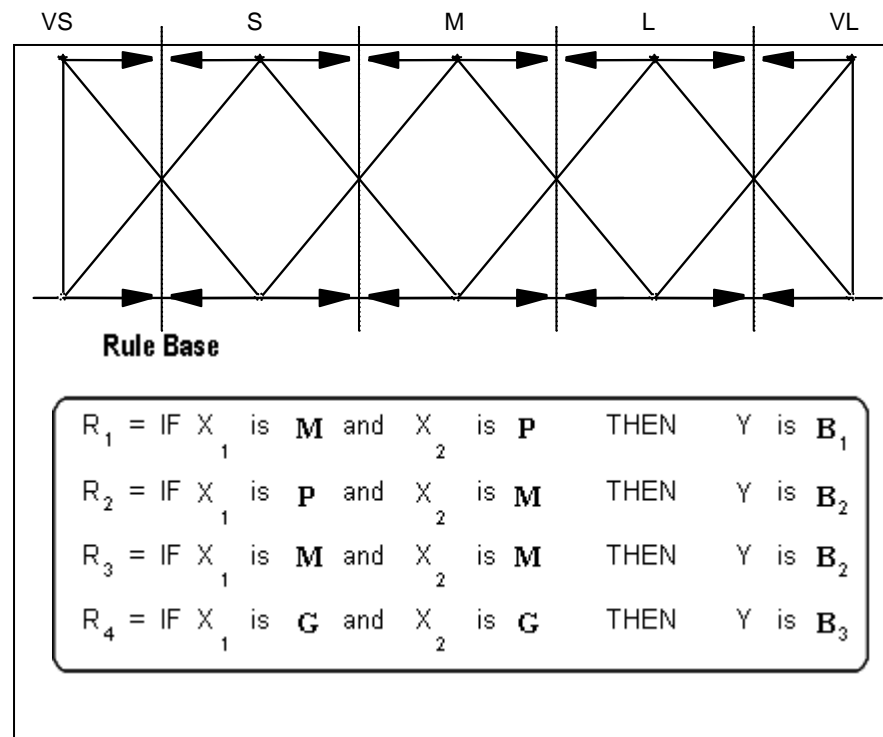 VS S M L VL
Rule Base
R1 = IF X1 is M and X2 is P THEN Y is B1
R2 = IF X1 is P and X2 is M THEN Y is B2
R3 = IF X1 is M and X2 is M THEN Y is B2
R4 = IF X1 is G and X2 is G THEN Y is B3